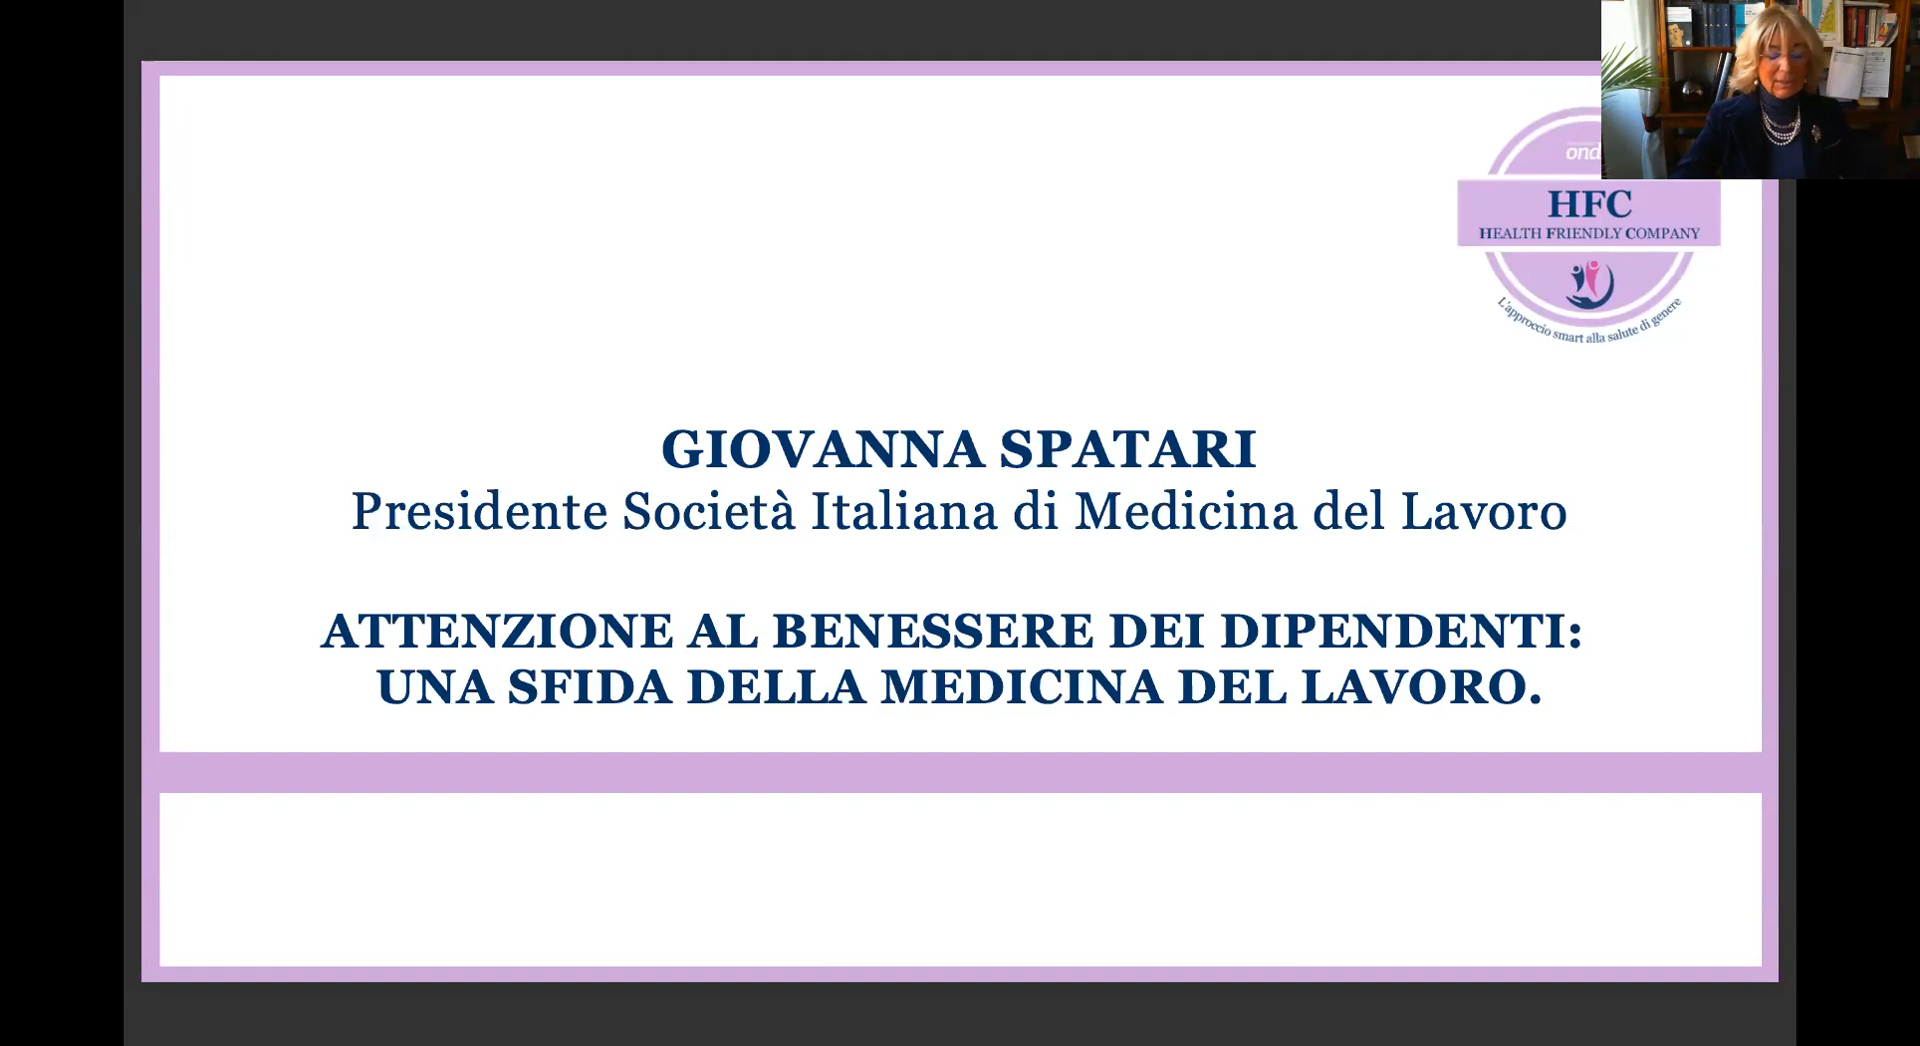 HFC
HEALTH FRIENDLY COMPANY
L'approccio smart alla salute di genere
GIOVANNA SPATARI
Presidente Società Italiana di Medicina del Lavoro
ATTENZIONE AL BENESSERE DEI DIPENDENTI:
UNA SFIDA DELLA MEDICINA DEL LAVORO.